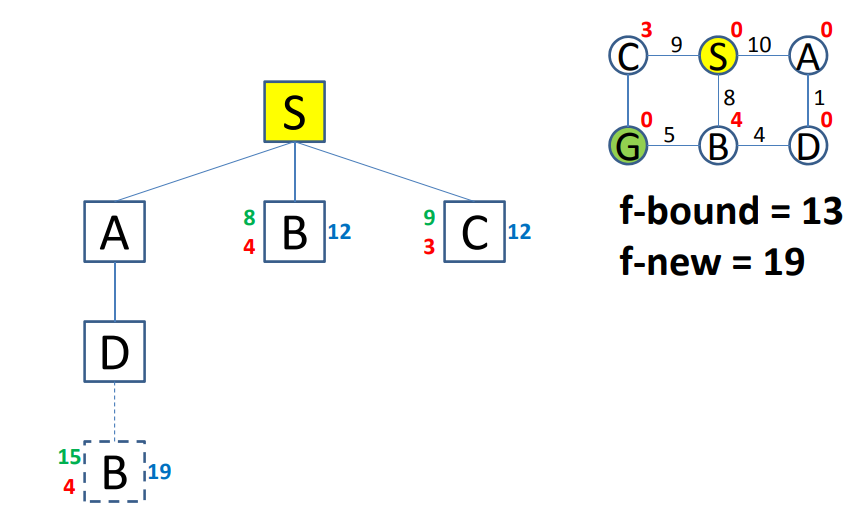 3 0 0
C 9 S 10 A
8 1
0 4 0
G 5 B 4 D
f-bound = 13
f-new = 19
S
A
8
4 B 12
9
3 C 12
D
15
4 B 19